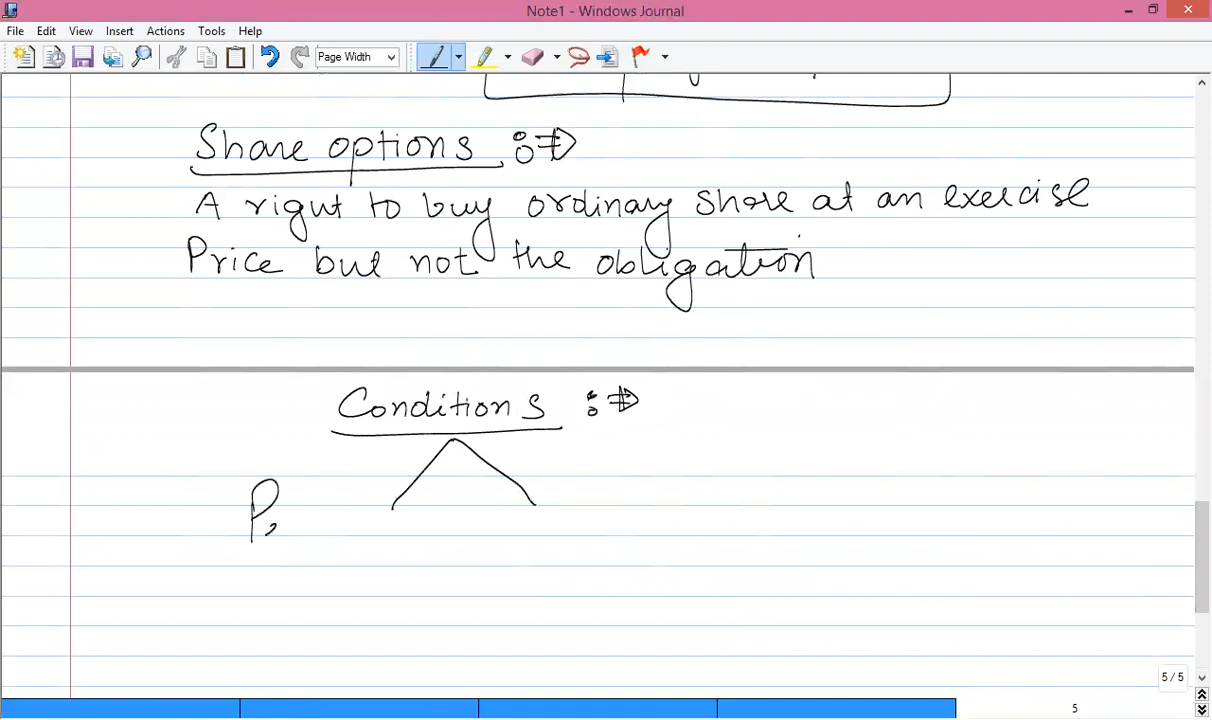 Note1 - Windows Journal
File Edit View Insert Actions Tools Help
Page Width
Share options :⇒
A right to buy ordinary share at an exercise
Price but not the obligation
Conditions :⇒
P
5 / 5
5